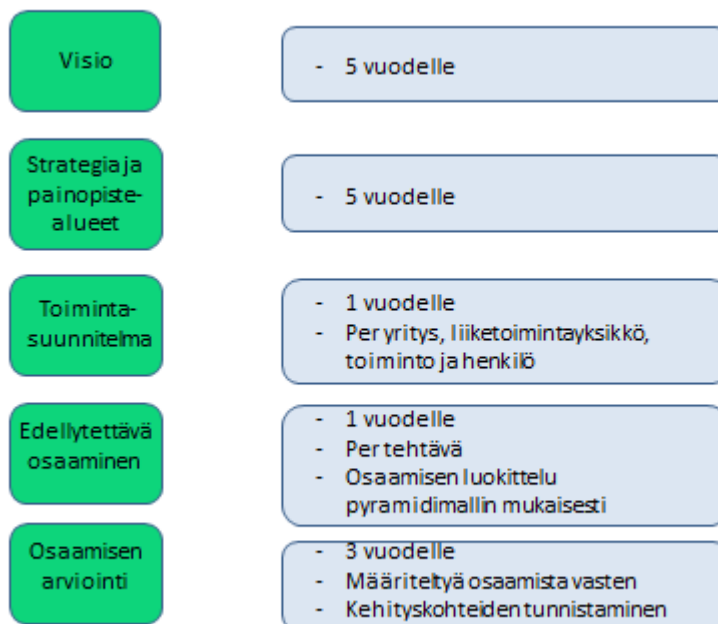 Visio
- 5 vuodelle
Strategia ja
painopiste-
alueet
- 5 vuodelle
Toiminta-
suunnitelma
- 1 vuodelle
- Per yritys, liiketoimintayksikkö,
toiminto ja henkilö
Edellytettävä
osaaminen
- 1 vuodelle
- Per tehtävä
- Osaamisen luokittelu
pyramidimallin mukaisesti
Osaamisen
arviointi
- 3 vuodelle
- Määriteltyä osaamista vasten
- Kehityskohteiden tunnistaminen